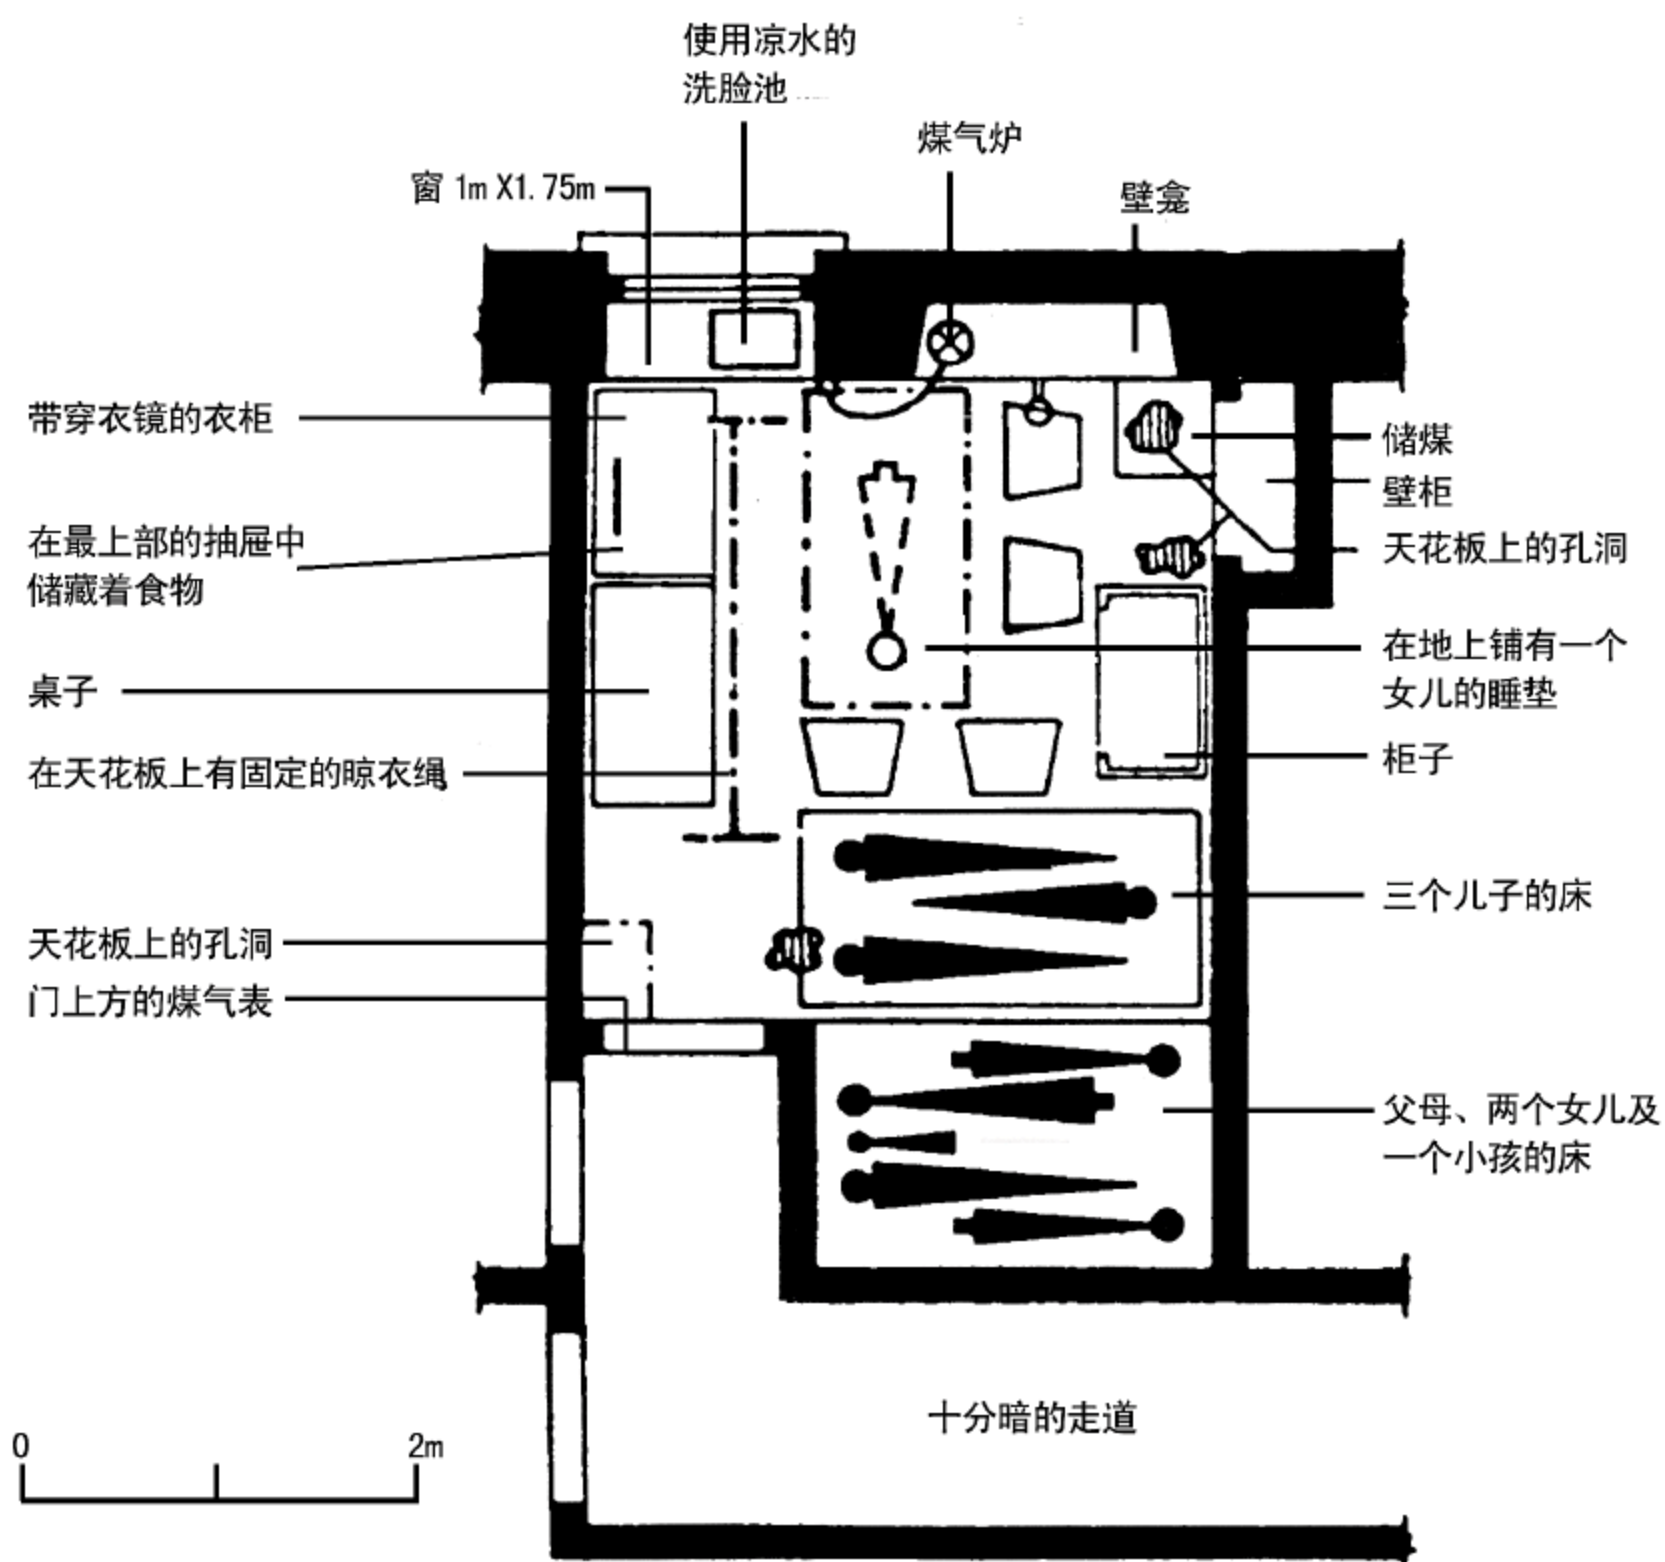 使用凉水的
洗脸池
煤气炉
窗 1m X1.75m
壁龛
带穿衣镜的衣柜
储煤
壁柜
在最上部的抽屉中
储藏着食物
天花板上的孔洞
在地上铺有一个
女儿的睡垫
桌子
柜子
在天花板上有固定的晾衣绳
三个儿子的床
天花板上的孔洞
门上方的煤气表
父母、两个女儿及
一个小孩的床
十分暗的走道
0
2m